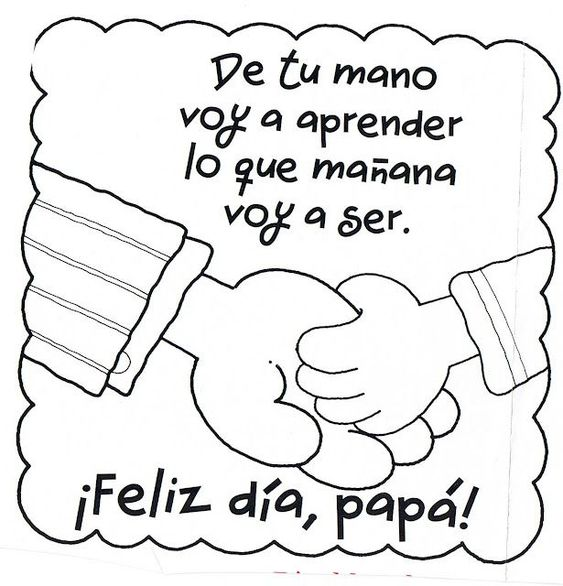 De tu mano
voy a aprender
lo que mañana
voy a ser.
¡Feliz día, papá!